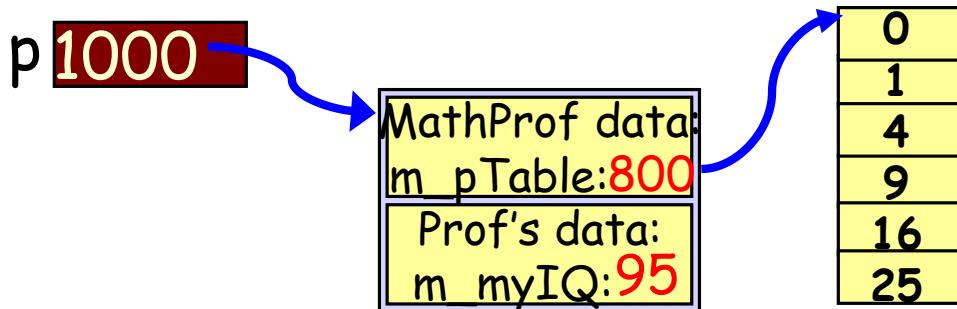 p 1000
MathProf data:
m_pTable:800
Prof's data:
m_myIQ:95
0
1
4
9
16
25